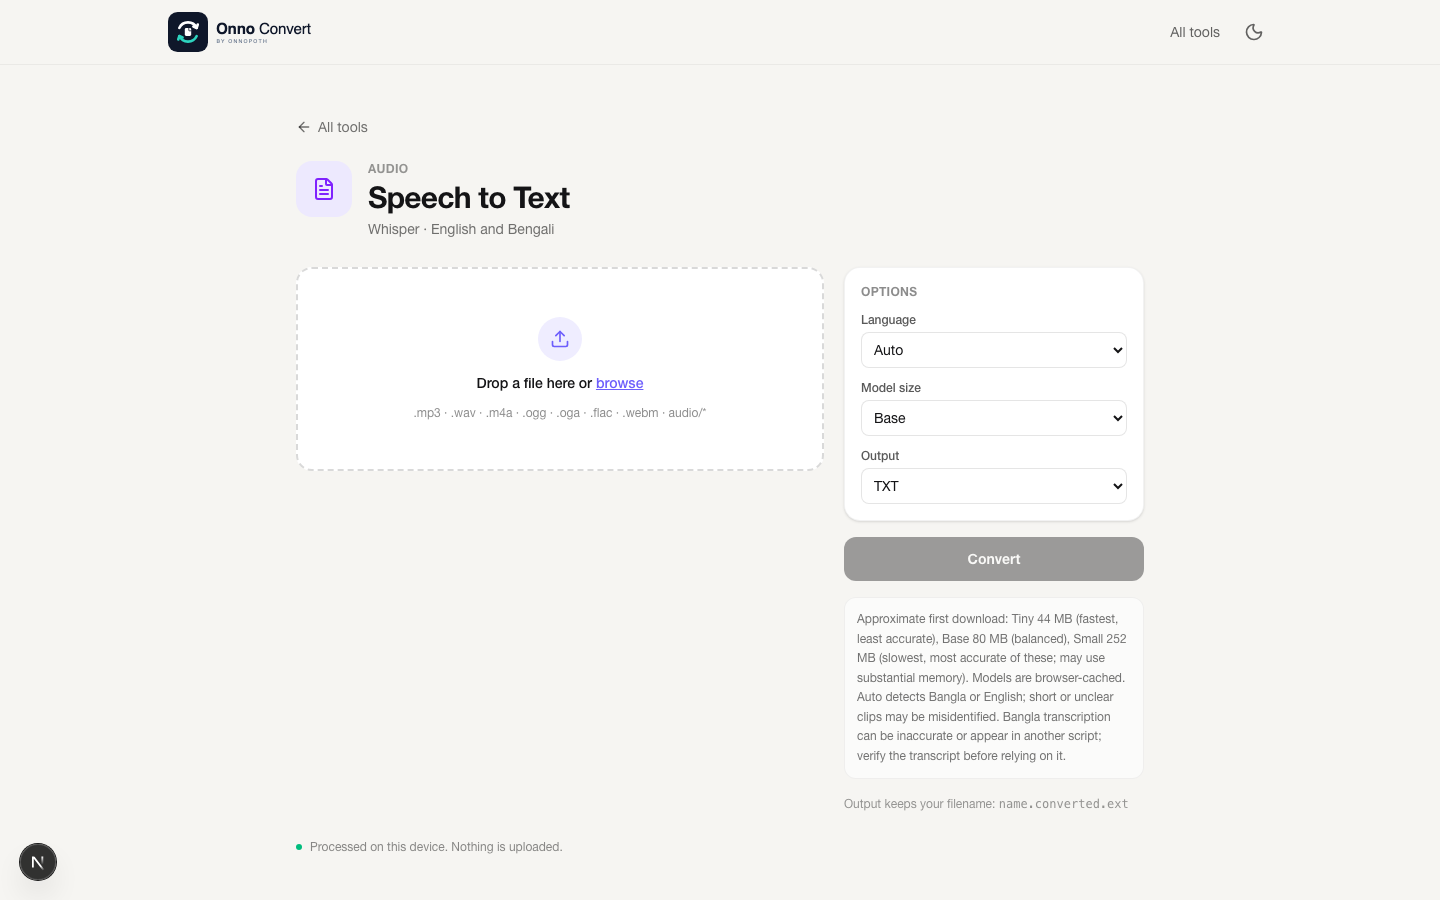 Onno Convert
BY ONNOPOTH
All tools
All tools
AUDIO
Speech to Text
Whisper · English and Bengali
Drop a file here or browse
.mp3 · .wav · .m4a · .ogg · .oga · .flac · .webm · audio/*
OPTIONS
Language
Auto
Model size
Base
Output
TXT
Convert
Approximate first download: Tiny 44 MB (fastest,
least accurate), Base 80 MB (balanced), Small 252
MB (slowest, most accurate of these; may use
substantial memory). Models are browser-cached.
Auto detects Bangla or English; short or unclear
clips may be misidentified. Bangla transcription
can be inaccurate or appear in another script;
verify the transcript before relying on it.
Output keeps your filename: name.converted.ext
Processed on this device. Nothing is uploaded.
N